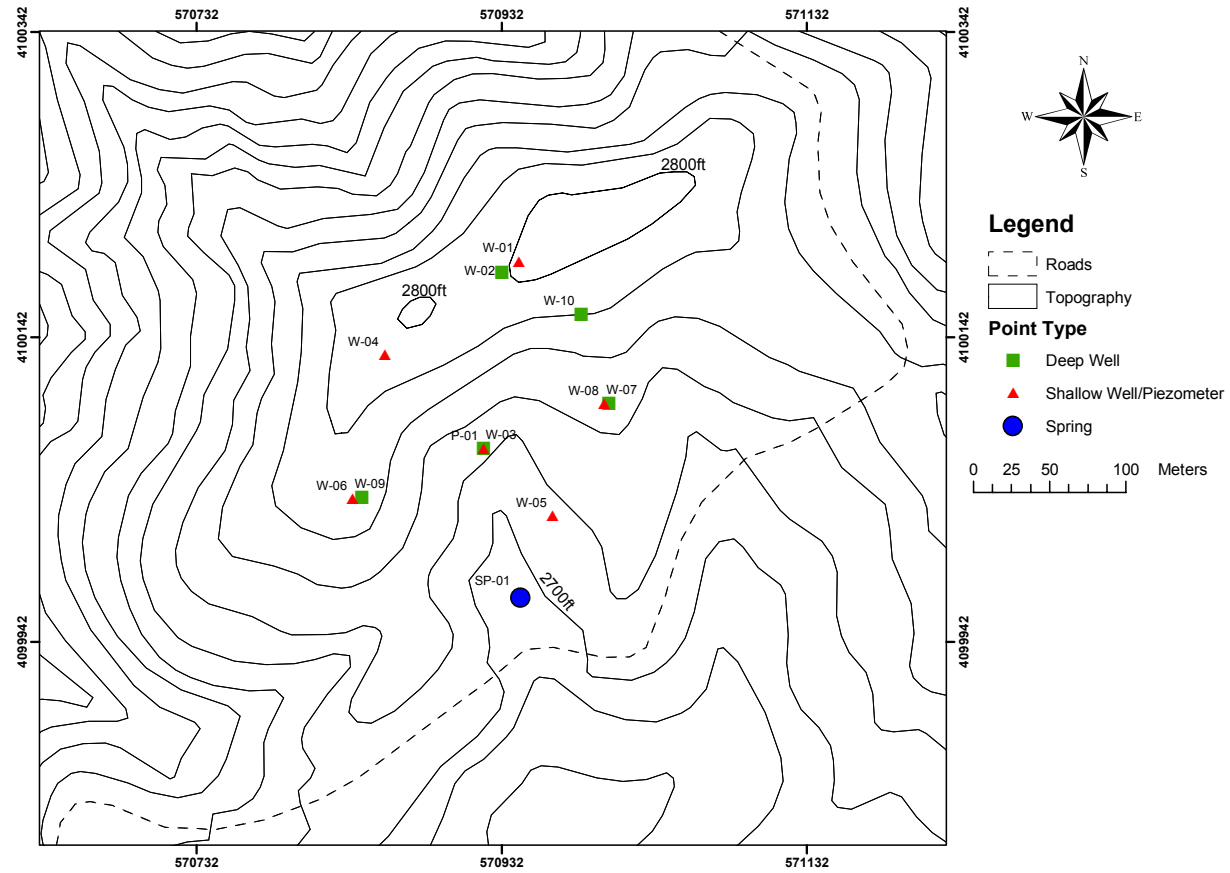 570732
570932
571132
4100342
4100342
N
W
E
S
2800ft
Legend
Roads
Topography
Point Type
Deep Well
Shallow Well/Piezometer
Spring
0 25 50 100 Meters
W-01
W-02
2800ft
W-10
4100142
4100142
W-04
W-08 W-07
P-01 W-03
W-06 W-09
W-05
SP-01
2700ft
4099942
4099942
570732
570932
571132